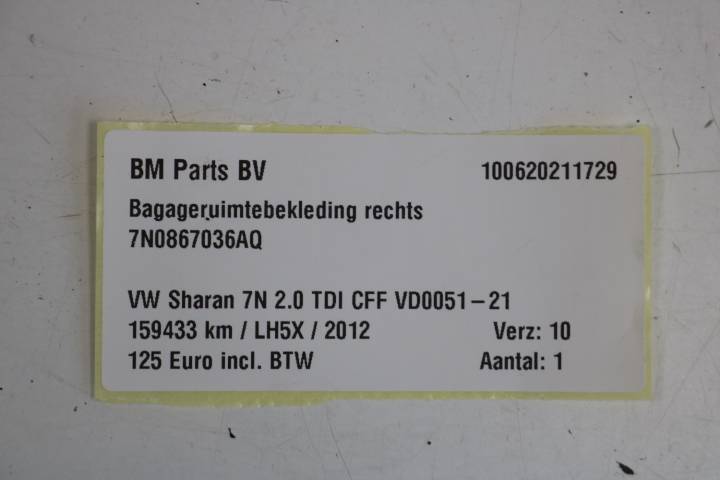 BM Parts BV 100620211729
Bagageruimtebekleding rechts
7N0867036AQ
VW Sharan 7N 2.0 TDI CFF VD0051-21
159433 km / LH5X / 2012 Verz: 10
125 Euro incl. BTW Aantal: 1